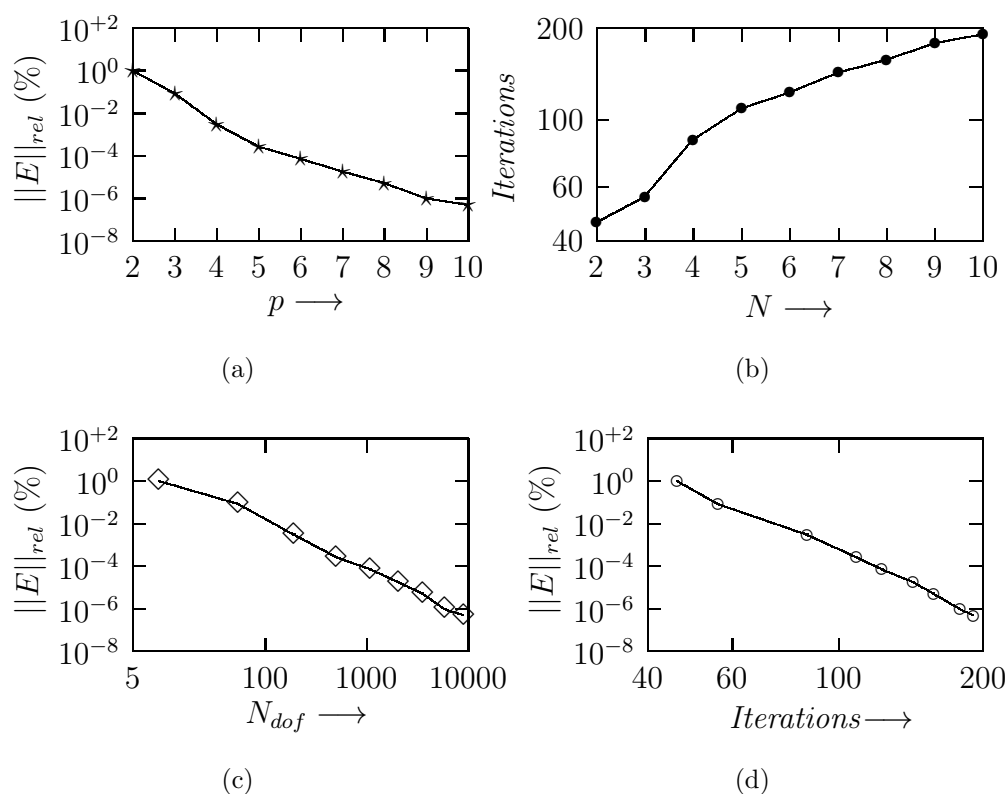 ||E||_{rel} (%)
10^{+2}
10^0
10^{-2}
10^{-4}
10^{-6}
10^{-8}
2 3 4 5 6 7 8 9 10
p ⟶
(a)
Iterations
200
100
60
40
2 3 4 5 6 7 8 9 10
N ⟶
(b)
||E||_{rel} (%)
10^{+2}
10^0
10^{-2}
10^{-4}
10^{-6}
10^{-8}
5 100 1000 10000
N_{dof} ⟶
(c)
||E||_{rel} (%)
10^{+2}
10^0
10^{-2}
10^{-4}
10^{-6}
10^{-8}
40 60 100 200
Iterations⟶
(d)